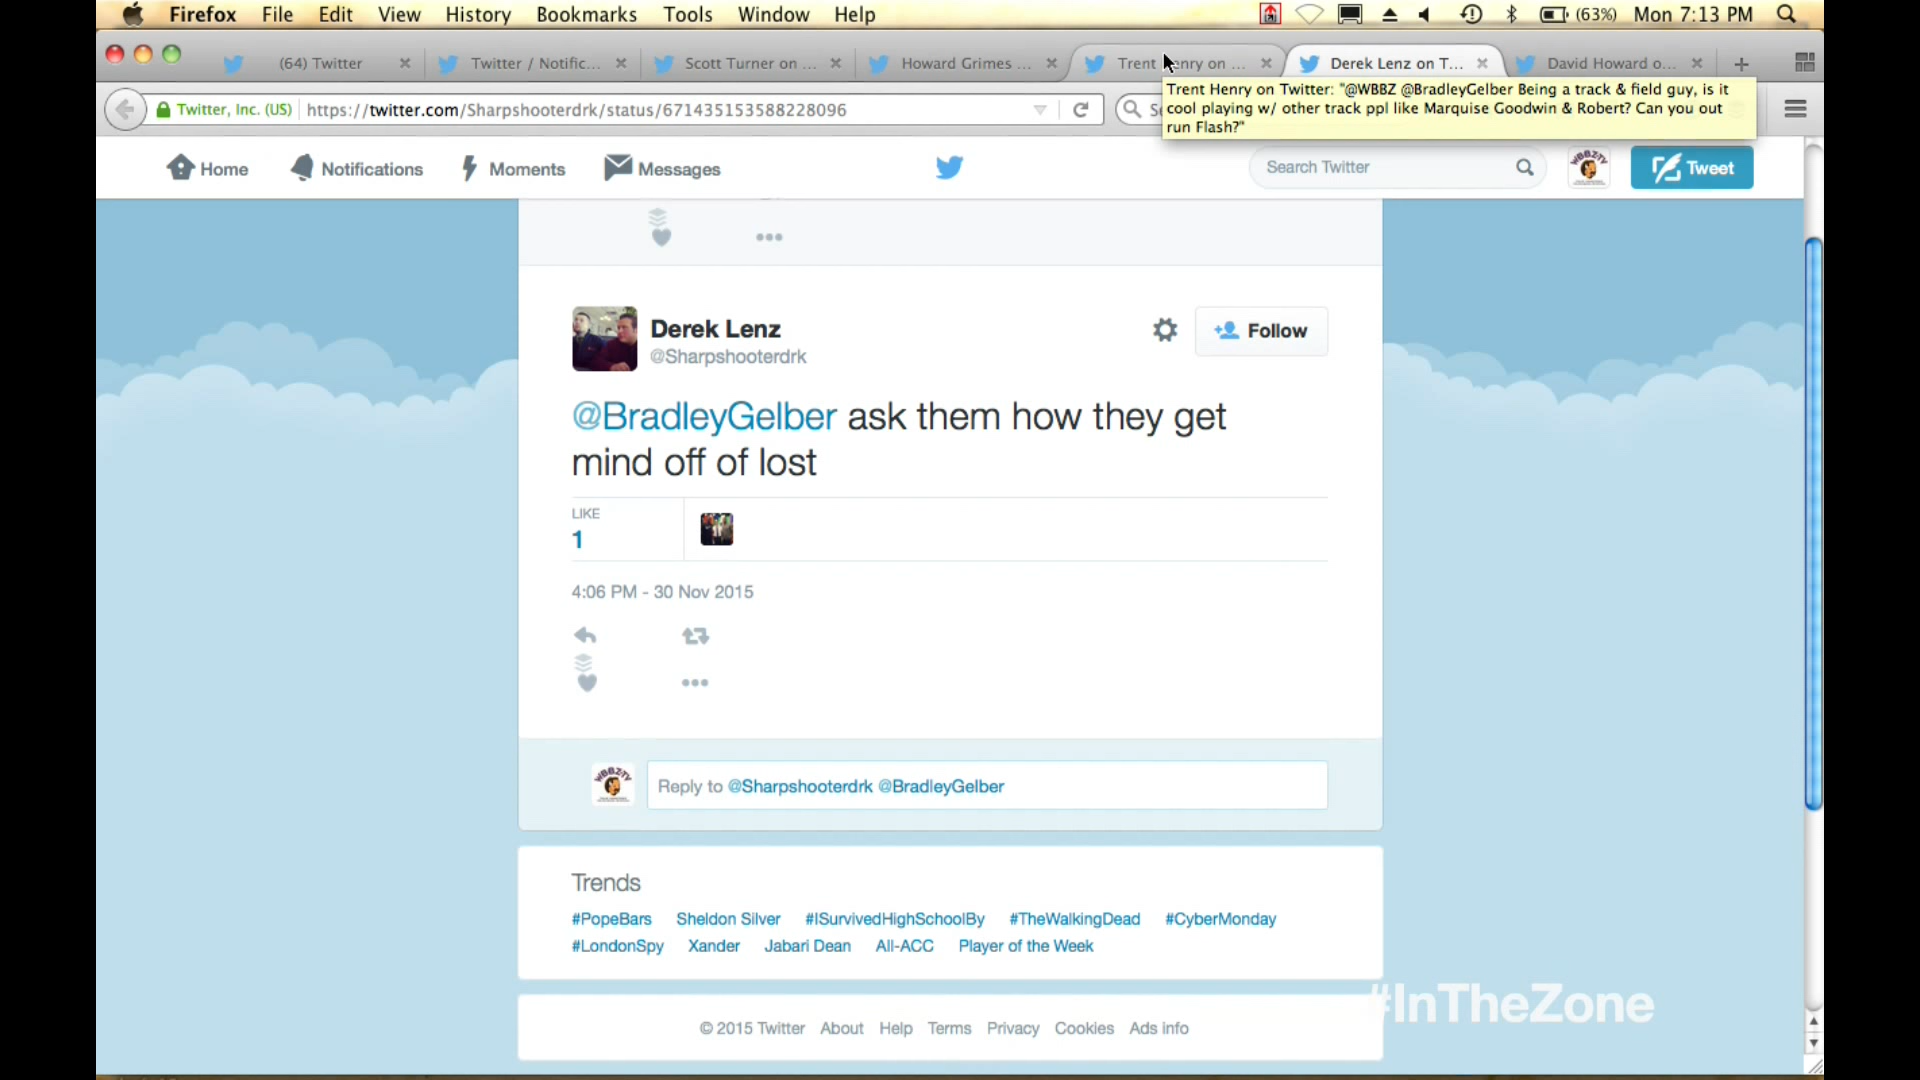 Firefox File Edit View History Bookmarks Tools Window Help (63%) Mon 7:13 PM
(64) Twitter Twitter / Notific... Scott Turner on ... Howard Grimes ... Trent Henry on ... Derek Lenz on T... David Howard o...
Twitter, Inc. (US) https://twitter.com/Sharpshooterdrk/status/671435153588228096
Trent Henry on Twitter: "@WBBZ @BradleyGelber Being a track & field guy, is it
cool playing w/ other track ppl like Marquise Goodwin & Robert? Can you out
run Flash?"
Home Notifications Moments Messages Search Twitter Tweet
WBBZ-TV
Derek Lenz
@Sharpshooterdrk
Follow
@BradleyGelber ask them how they get
mind off of lost
LIKE
1
4:06 PM - 30 Nov 2015
WBBZ-TV
Reply to @Sharpshooterdrk @BradleyGelber
Trends
#PopeBars Sheldon Silver #ISurvivedHighSchoolBy #TheWalkingDead #CyberMonday
#LondonSpy Xander Jabari Dean All-ACC Player of the Week
#InTheZone
© 2015 Twitter About Help Terms Privacy Cookies Ads info